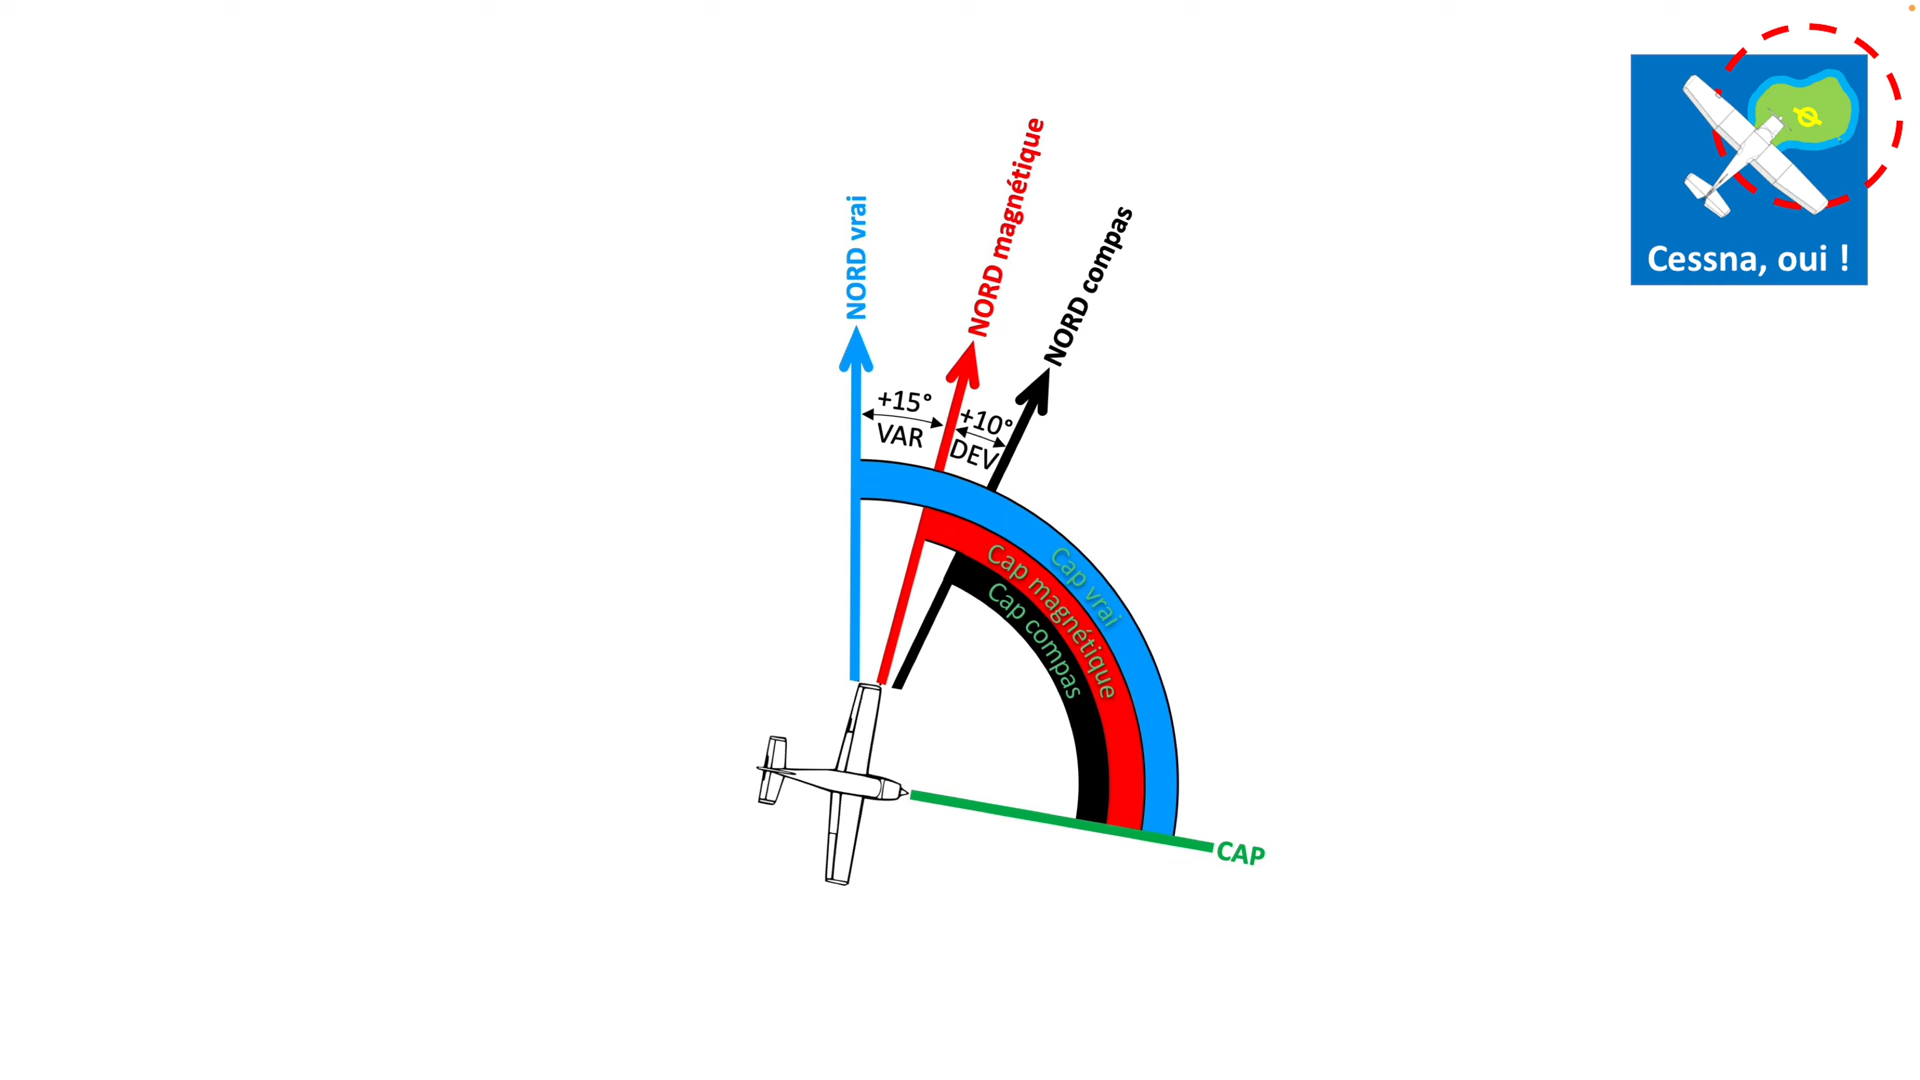 NORD vrai
NORD magnétique
NORD compas
+15°
VAR
+10°
DEV
Cap vrai
Cap magnétique
Cap compas
CAP
Cessna, oui !